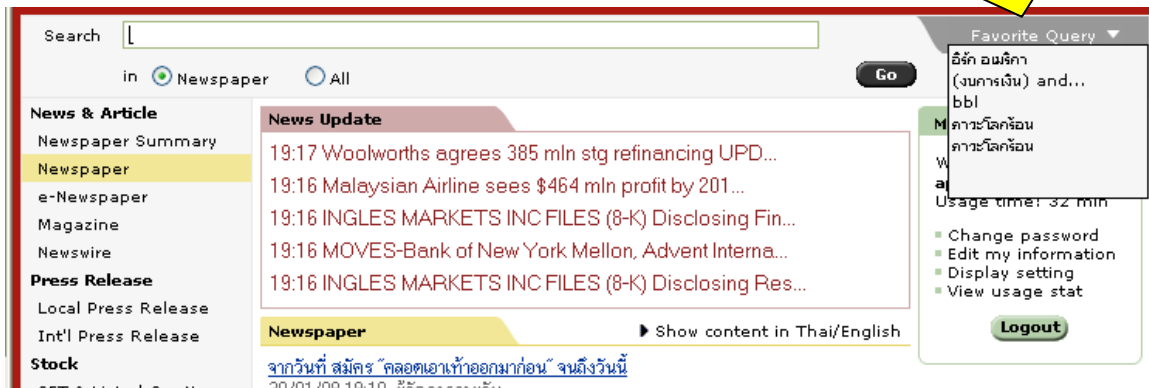 Search
Favorite Query
in Newspaper All Go
อิรัก อเมริกา
(งบการเงิน) and...
bbl
ภาวะโลกร้อน
ภาวะโลกร้อน
News & Article
Newspaper Summary
Newspaper
e-Newspaper
Magazine
Newswire
Press Release
Local Press Release
Int'l Press Release
Stock
News Update
19:17 Woolworths agrees 385 mln stg refinancing UPD...
19:16 Malaysian Airline sees $464 mln profit by 201...
19:16 INGLES MARKETS INC FILES (8-K) Disclosing Fin...
19:16 MOVES-Bank of New York Mellon, Advent Interna...
19:16 INGLES MARKETS INC FILES (8-K) Disclosing Res...
Newspaper
Show content in Thai/English
จากวันที่ สมัคร "คลอดเอาเท้าออกมาก่อน" จนถึงวันนี้
Usage time: 32 min
Change password
Edit my information
Display setting
View usage stat
Logout